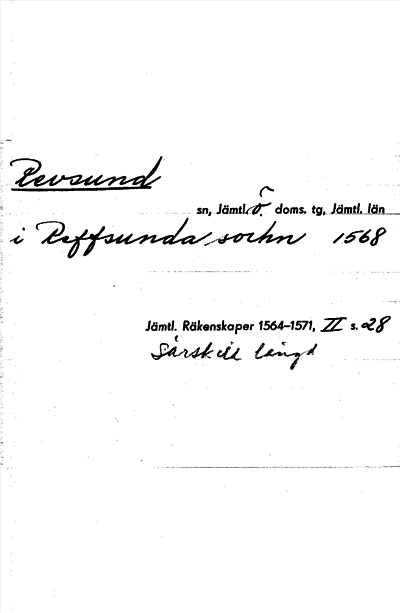 Revsund
sn, Jämtl. ö. doms. tg, Jämtl. län
i Reffsunda sochn 1568
Jämtl. Räkenskaper 1564–1571, II s. 28
Särskild längd